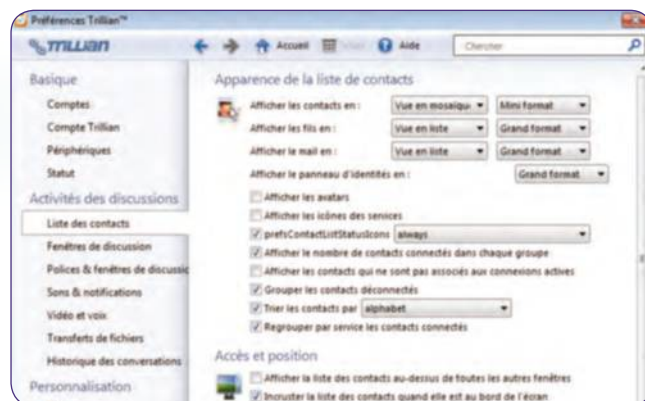 Préférences Trillian™
TRILLIAN
Accueil
Aide
Chercher
Basique
Comptes
Compte Trillian
Périphériques
Statut
Activités des discussions
Liste des contacts
Fenêtres de discussion
Polices & fenêtres de discussic
Sons & notifications
Vidéo et voix
Transferts de fichiers
Historique des conversations
Personnalisation
Apparence de la liste de contacts
Afficher les contacts en : Vue en mosaïqu Mini format
Afficher les fils en : Vue en liste Grand format
Afficher le mail en : Vue en liste Grand format
Afficher le panneau d'identités en : Grand format
Afficher les avatars
Afficher les icônes des services
prefsContactListStatusIcons always
Afficher le nombre de contacts connectés dans chaque groupe
Afficher les contacts qui ne sont pas associés aux connexions actives
Grouper les contacts déconnectés
Trier les contacts par alphabet
Regrouper par service les contacts connectés
Accès et position
Afficher la liste des contacts au-dessus de toutes les autres fenêtres
Incruster la liste des contacts quand elle est au bord de l'écran